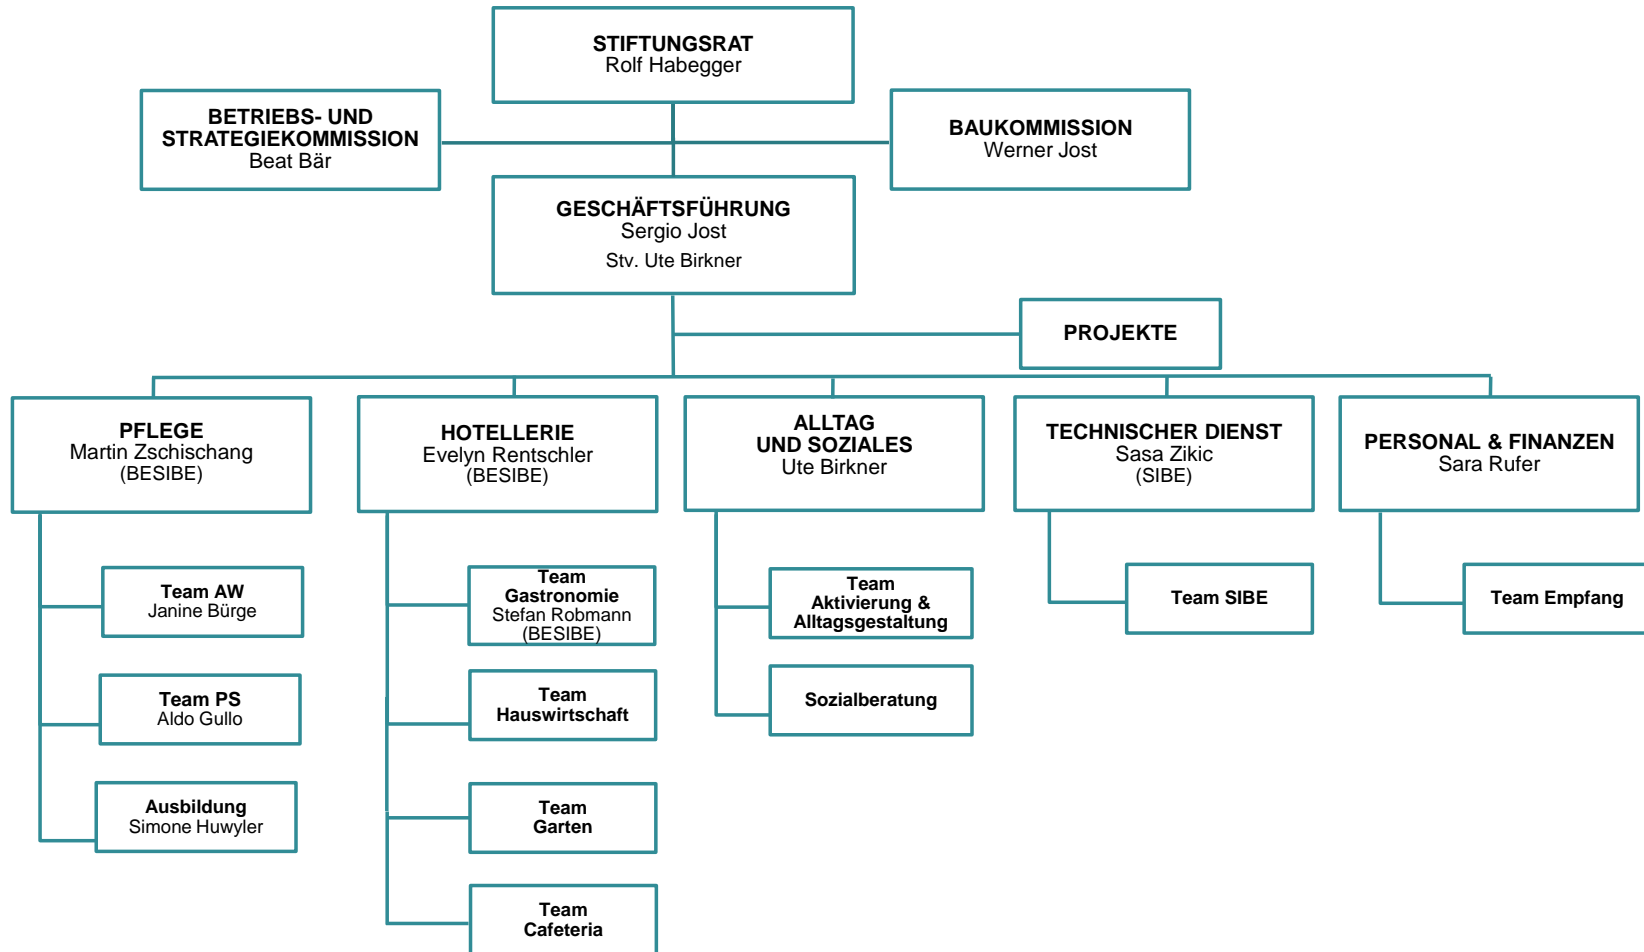 STIFTUNGSRAT
Rolf Habegger
BETRIEBS- UND
STRATEGIEKOMMISSION
Beat Bär
BAUKOMMISSION
Werner Jost
GESCHÄFTSFÜHRUNG
Sergio Jost
Stv. Ute Birkner
PROJEKTE
PFLEGE
Martin Zschischang
(BESIBE)
HOTELLERIE
Evelyn Rentschler
(BESIBE)
ALLTAG
UND SOZIALES
Ute Birkner
TECHNISCHER DIENST
Sasa Zikic
(SIBE)
PERSONAL & FINANZEN
Sara Rufer
Team AW
Janine Bürge
Team PS
Aldo Gullo
Ausbildung
Simone Huwyler
Team
Gastronomie
Stefan Robmann
(BESIBE)
Team
Hauswirtschaft
Team
Garten
Team
Cafeteria
Team
Aktivierung &
Alltagsgestaltung
Sozialberatung
Team SIBE
Team Empfang